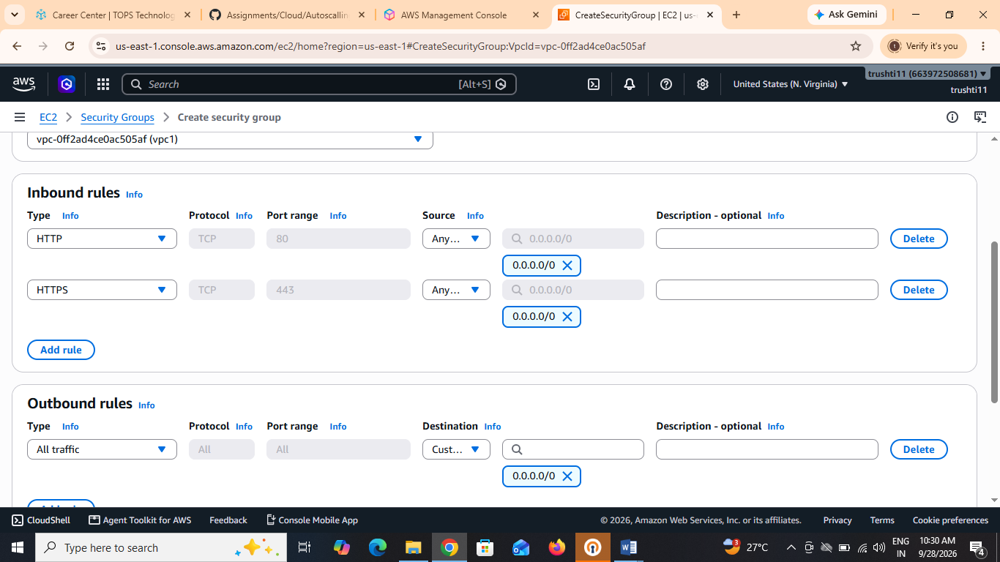 Career Center | TOPS Technolog
Assignments/Cloud/Autoscallin
AWS Management Console
CreateSecurityGroup | EC2 | us-
Ask Gemini
us-east-1.console.aws.amazon.com/ec2/home?region=us-east-1#CreateSecurityGroup:VpcId=vpc-0ff2ad4ce0ac505af
Verify it's you
aws
Search
[Alt+S]
United States (N. Virginia)
trushti11 (663972508681)
trushti11
EC2
Security Groups
Create security group
vpc-0ff2ad4ce0ac505af (vpc1)
Inbound rules Info
Type Info Protocol Info Port range Info Source Info Description - optional Info
HTTP TCP 80 Any... 0.0.0.0/0 Delete
0.0.0.0/0
HTTPS TCP 443 Any... 0.0.0.0/0 Delete
0.0.0.0/0
Add rule
Outbound rules Info
Type Info Protocol Info Port range Info Destination Info Description - optional Info
All traffic All All Cust... Delete
0.0.0.0/0
CloudShell Agent Toolkit for AWS Feedback Console Mobile App © 2026, Amazon Web Services, Inc. or its affiliates. Privacy Terms Cookie preferences
Type here to search
3
27°C
ENG
IN
10:30 AM
9/28/2026
4